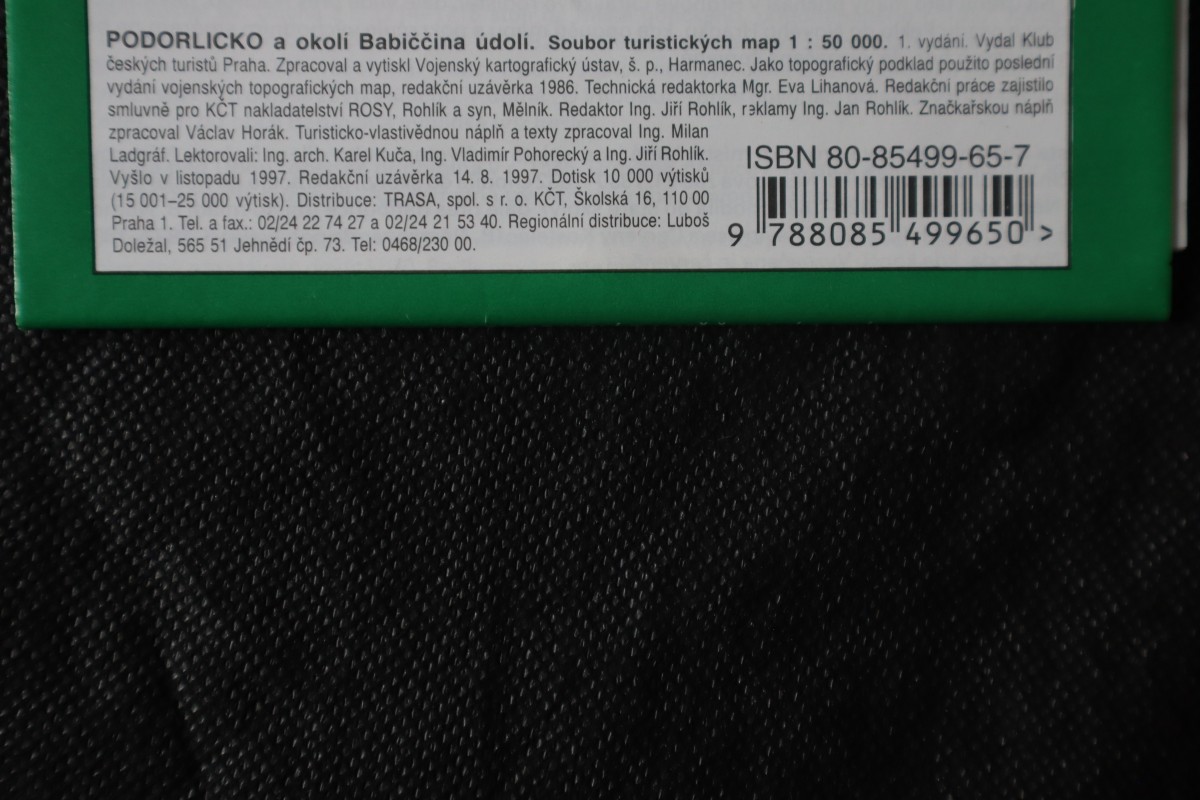 PODORLICKO a okolí Babiččina údolí. Soubor turistických map 1 : 50 000. 1. vydání. Vydal Klub
českých turistů Praha. Zpracoval a vytiskl Vojenský kartografický ústav, š. p., Harmanec. Jako topografický podklad použito poslední
vydání vojenských topografických map, redakční uzávěrka 1986. Technická redaktorka Mgr. Eva Lihanová. Redakční práce zajistilo
smluvně pro KČT nakladatelství ROSY, Rohlík a syn, Mělník. Redaktor Ing. Jiří Rohlík, reklamy Ing. Jan Rohlík. Značkařskou náplň
zpracoval Václav Horák. Turisticko-vlastivědnou náplň a texty zpracoval Ing. Milan
Ladgráf. Lektorovali: Ing. arch. Karel Kuča, Ing. Vladimír Pohorecký a Ing. Jiří Rohlík.
Vyšlo v listopadu 1997. Redakční uzávěrka 14. 8. 1997. Dotisk 10 000 výtisků
(15 001–25 000 výtisk). Distribuce: TRASA, spol. s r. o. KČT, Školská 16, 110 00
Praha 1. Tel. a fax.: 02/24 22 74 27 a 02/24 21 53 40. Regionální distribuce: Luboš
Doležal, 565 51 Jehnědí čp. 73. Tel: 0468/230 00.
ISBN 80-85499-65-7
9 788085 499650 >